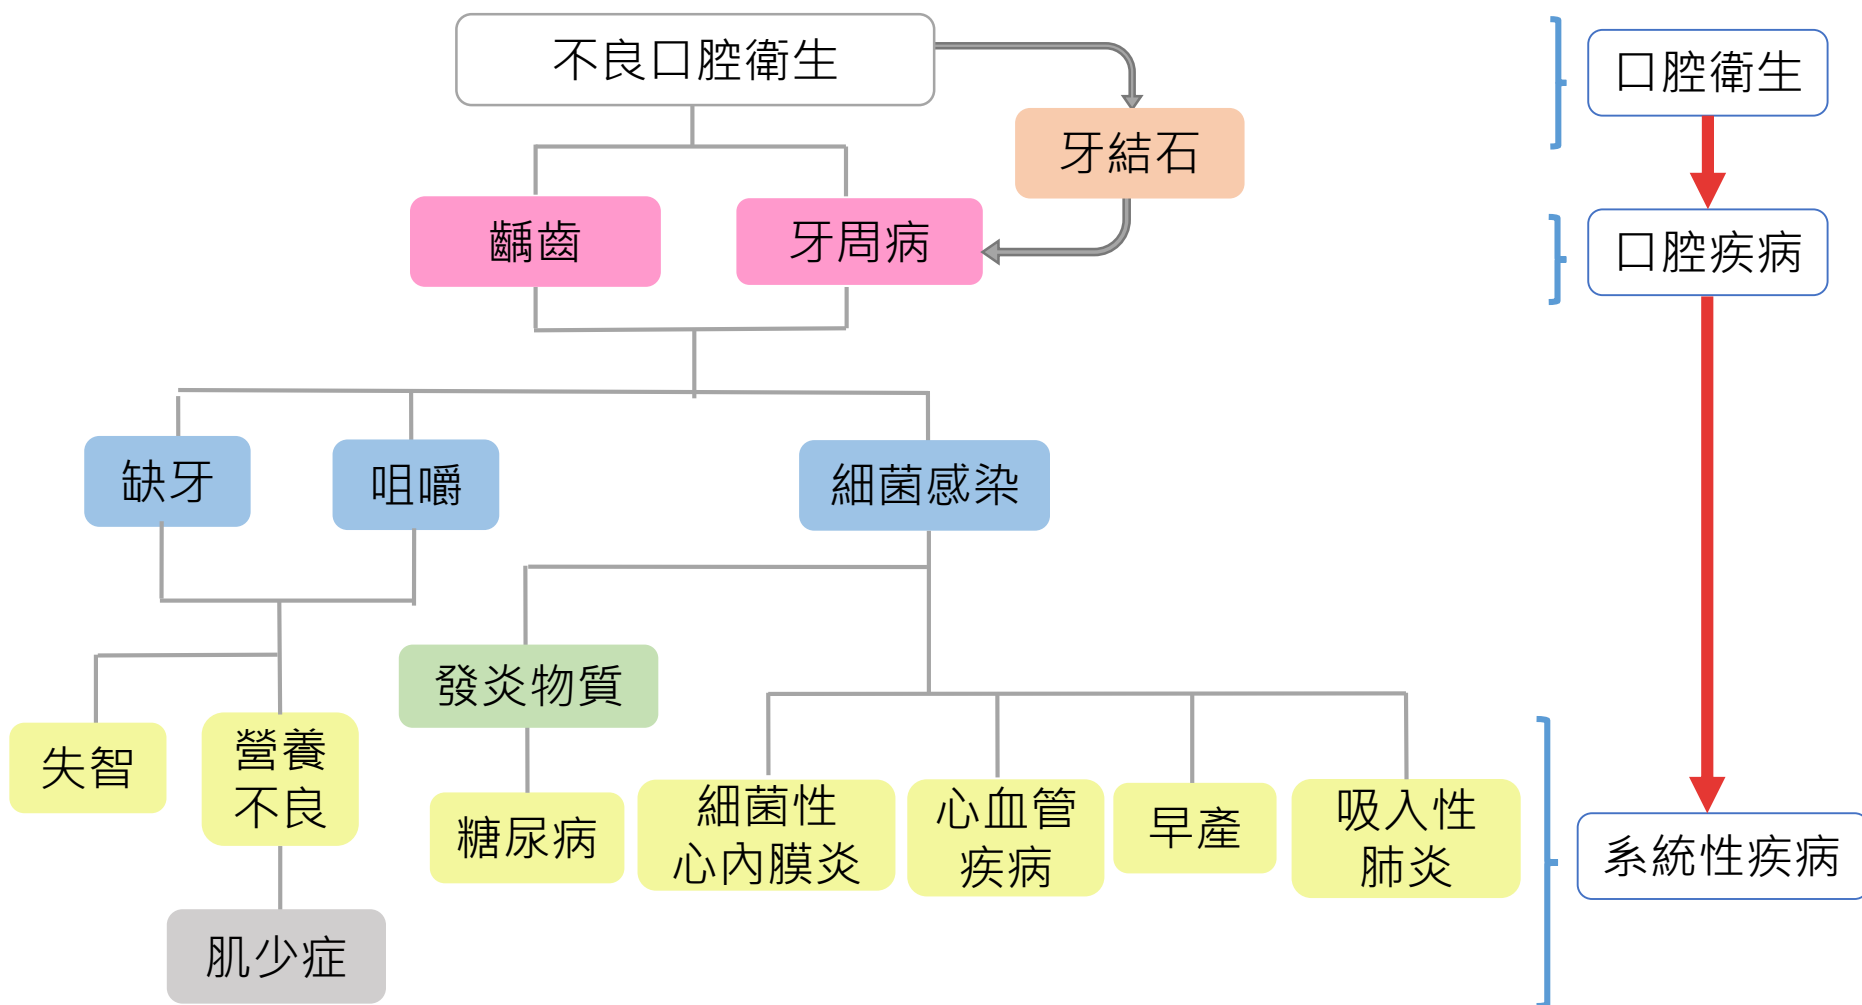 不良口腔衛生
口腔衛生
牙結石
齲齒
牙周病
口腔疾病
缺牙
咀嚼
細菌感染
發炎物質
失智
營養
不良
糖尿病
細菌性
心內膜炎
心血管
疾病
早產
吸入性
肺炎
系統性疾病
肌少症